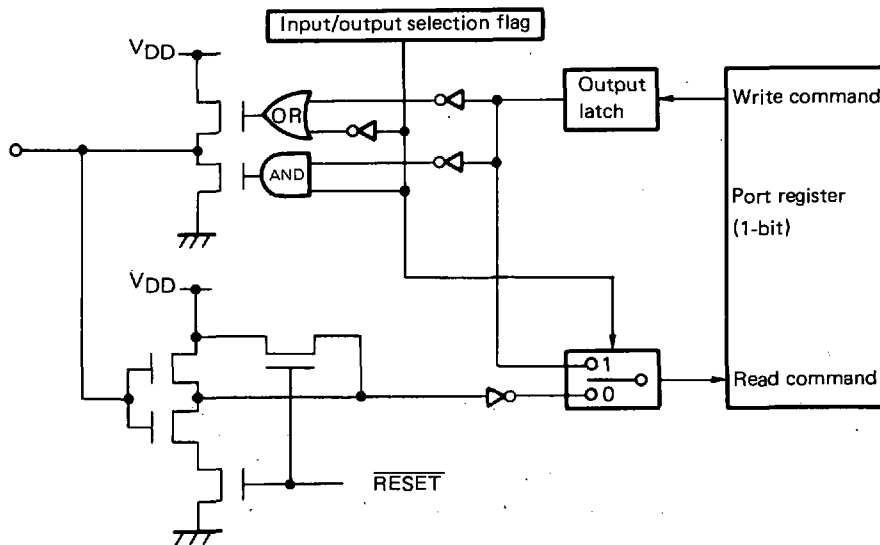 Input/output selection flag
VDD
OR
Output
latch
Write command
AND
Port register
(1-bit)
VDD
1
0
Read command
RESET